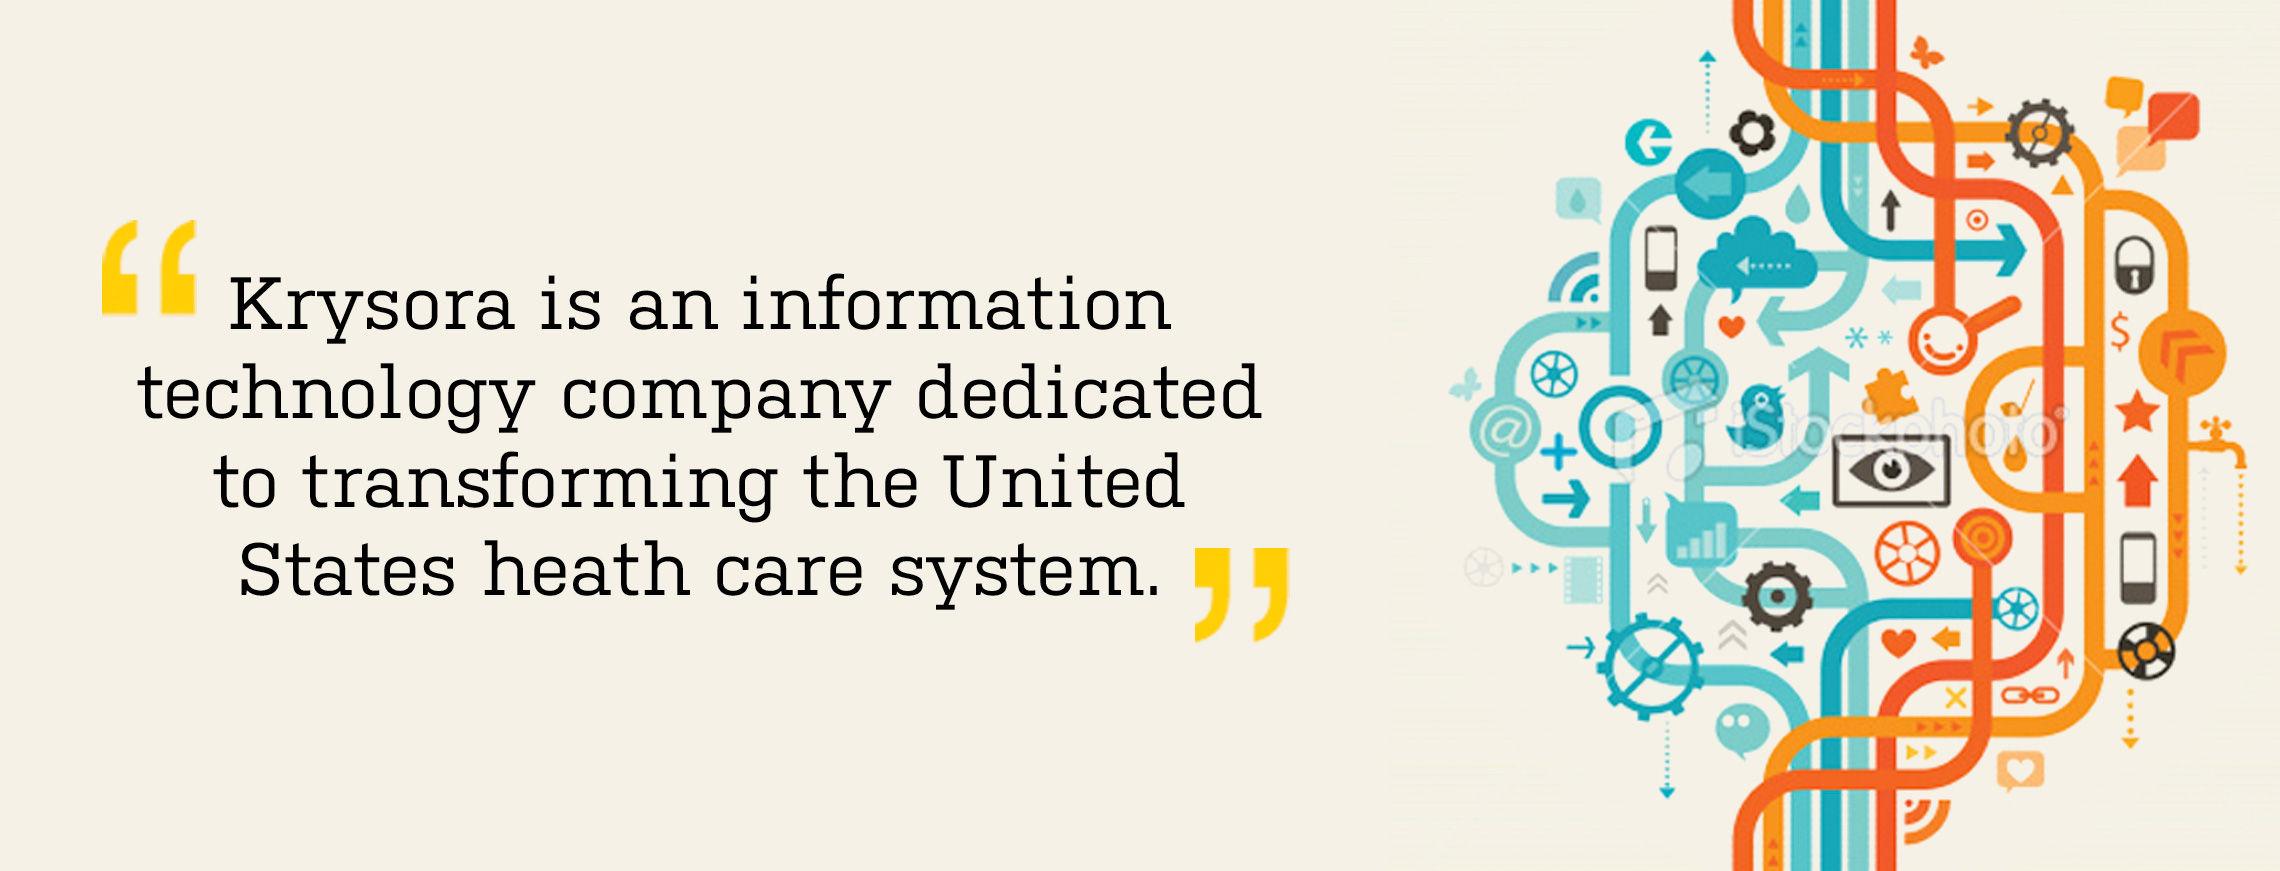 “Krysora is an information
technology company dedicated
to transforming the United
States heath care system.”
@
$
iStockphoto